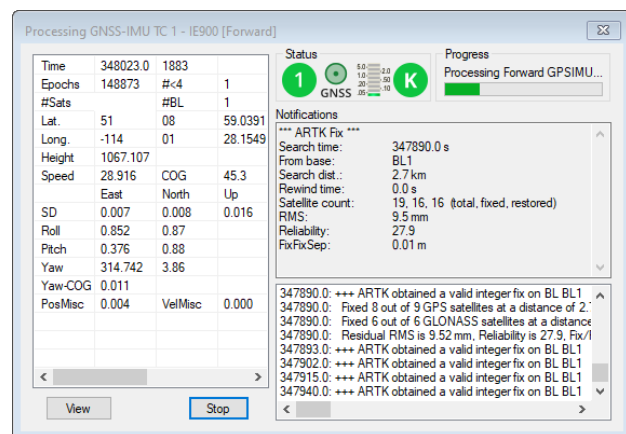 Processing GNSS-IMU TC 1 - IE900 [Forward]
Time 348023.0 1883
Epochs 148873 #<4 1
#Sats #BL 1
Lat. 51 08 59.0391
Long. -114 01 28.1549
Height 1067.107
Speed 28.916 COG 45.3
East North Up
SD 0.007 0.008 0.016
Roll 0.852 0.87
Pitch 0.376 0.88
Yaw 314.742 3.86
Yaw-COG 0.011
PosMisc 0.004 VelMisc 0.000
View
Stop
Status
1
GNSS
5.0
1.0
.20
.05
2.0
.50
.10
K
Progress
Processing Forward GPSIMU...
Notifications
*** ARTK Fix ***
Search time: 347890.0 s
From base: BL1
Search dist.: 2.7 km
Rewind time: 0.0 s
Satellite count: 19, 16, 16 (total, fixed, restored)
RMS: 9.5 mm
Reliability: 27.9
FixFixSep: 0.01 m
347890.0: +++ ARTK obtained a valid integer fix on BL BL1
347890.0: Fixed 8 out of 9 GPS satellites at a distance of 2.
347890.0: Fixed 6 out of 6 GLONASS satellites at a distance
347890.0: Residual RMS is 9.52 mm, Reliability is 27.9, Fix/
347893.0: +++ ARTK obtained a valid integer fix on BL BL1
347902.0: +++ ARTK obtained a valid integer fix on BL BL1
347915.0: +++ ARTK obtained a valid integer fix on BL BL1
347940.0: +++ ARTK obtained a valid integer fix on BL BL1